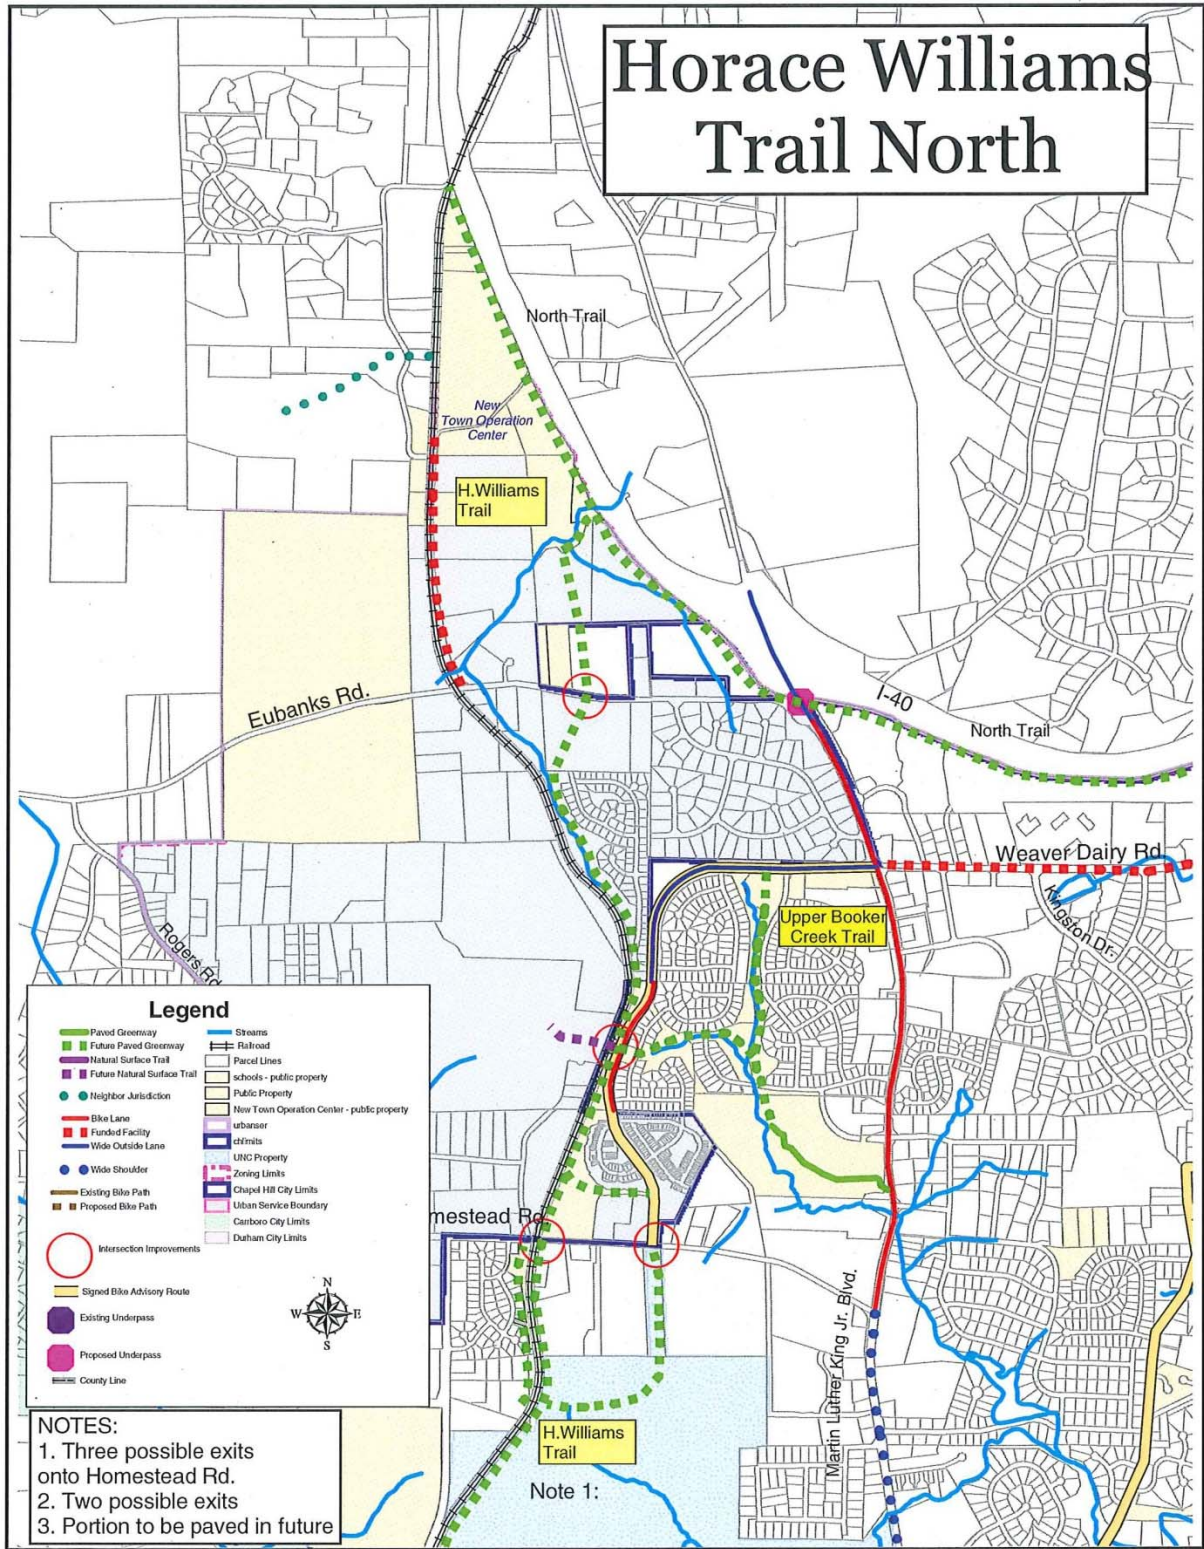 Horace Williams
Trail North
North Trail
New
Town Operation
Center
H.Williams
Trail
Eubanks Rd.
I-40
North Trail
Weaver Dairy Rd
Kingston Dr.
Upper Booker
Creek Trail
Rogers Rd
mestead Rd
Martin Luther King Jr. Blvd.
H.Williams
Trail
Note 1:
Legend
Paved Greenway
Future Paved Greenway
Natural Surface Trail
Future Natural Surface Trail
Neighbor Jurisdiction
Bike Lane
Funded Facility
Wide Outside Lane
Wide Shoulder
Existing Bike Path
Proposed Bike Path
Intersection Improvements
Signed Bike Advisory Route
Existing Underpass
Proposed Underpass
County Line
Streams
Railroad
Parcel Lines
schools - public property
Public Property
New Town Operation Center - public property
urbanser
chlimits
UNC Property
Zoning Limits
Chapel Hill City Limits
Urban Service Boundary
Carrboro City Limits
Durham City Limits
N
W E
S
NOTES:
1. Three possible exits
onto Homestead Rd.
2. Two possible exits
3. Portion to be paved in future